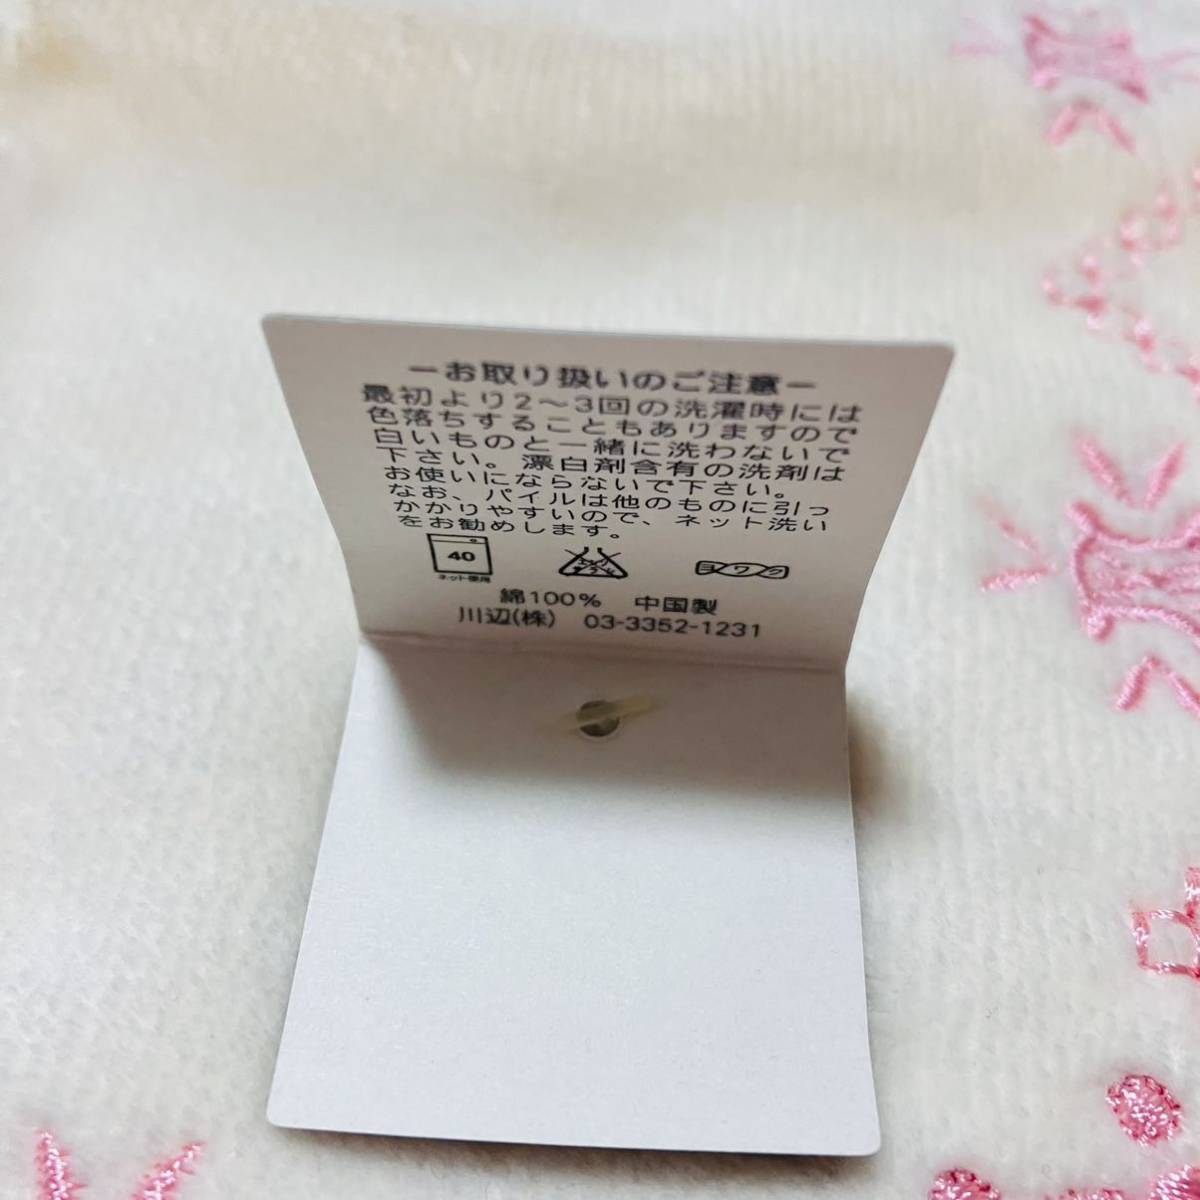 ーお取り扱いのご注意ー
最初より2〜3回の洗濯時には
色落ちすることもありますので
白いものと一緒に洗わないで
下さい。漂白剤含有の洗剤は
お使いにならないで下さい。
なお、パイルは他のものに引っ
かかりやすいので、ネット洗い
をお勧めします。
40
ネット使用
ヨワク
綿100% 中国製
川辺(株) 03-3352-1231